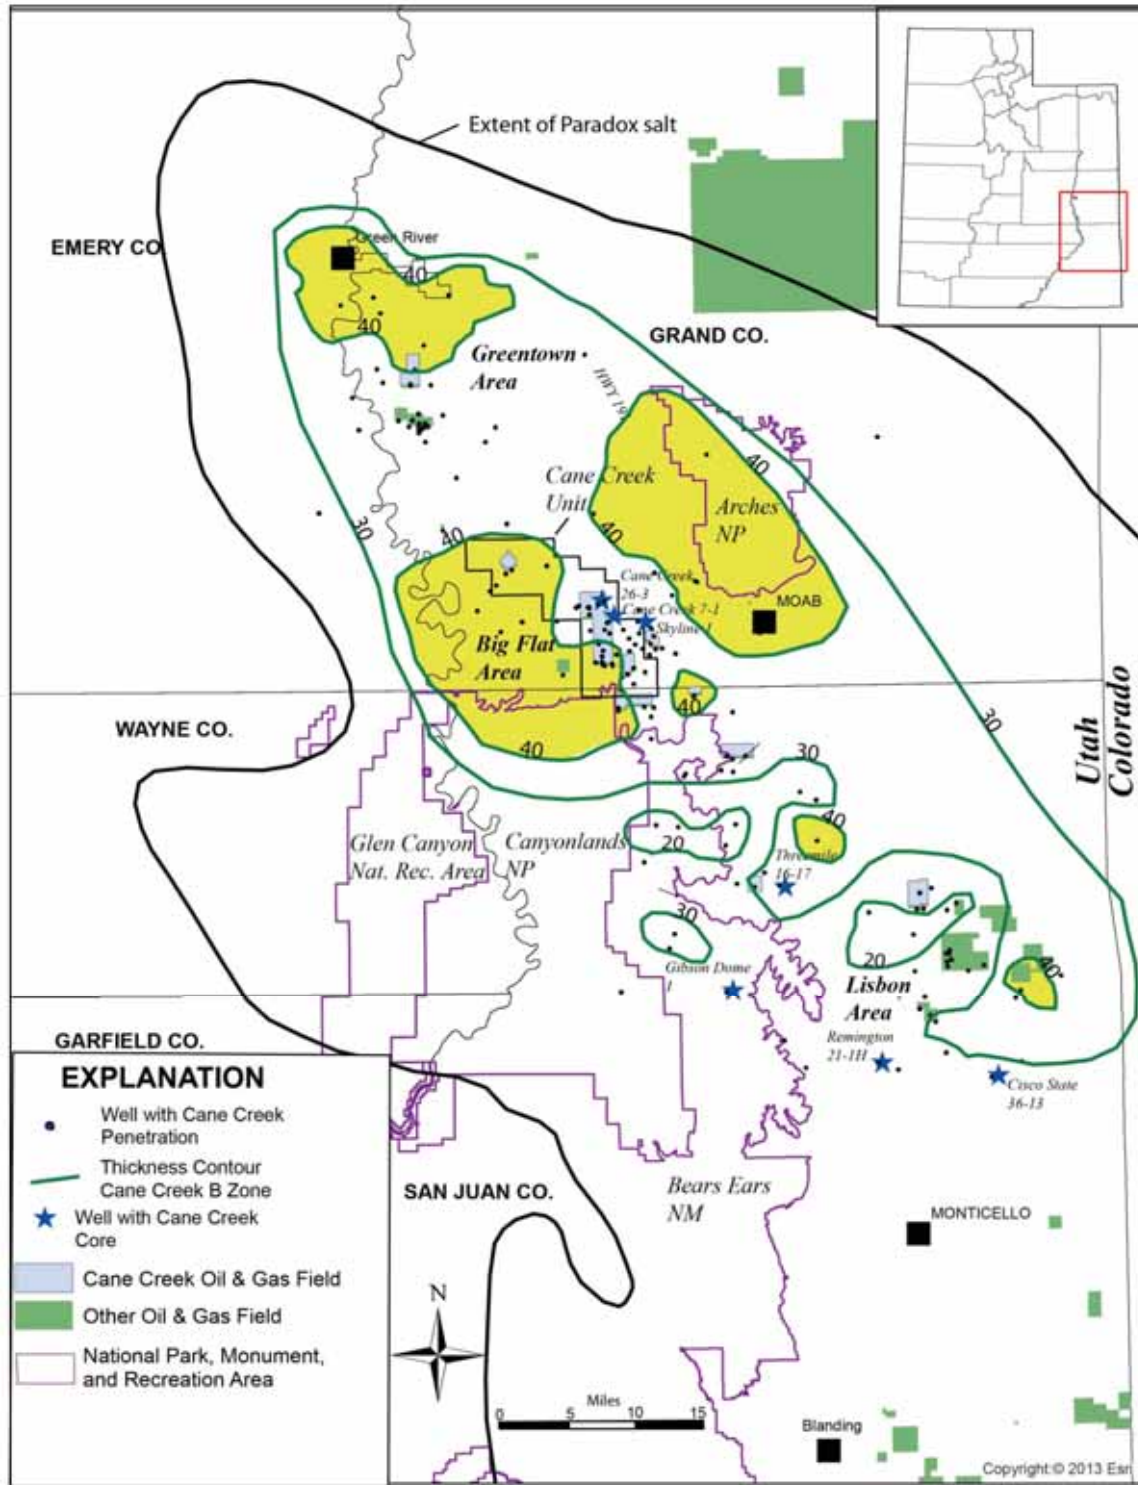 Extent of Paradox salt
EMERY CO
Green River
40
40
GRAND CO.
Greentown
Area
HWY 19
40
Cane Creek
Unit
Arches
NP
30
40
40
Cane Creek
26-3
Cane Creek 7-1
Skyline 1
MOAB
Big Flat
Area
40
WAYNE CO.
40
30
30
Utah
Colorado
40
20
Threemile
16-17
Glen Canyon
Nat. Rec. Area
Canyonlands
NP
30
20
40
Gibson Dome
1
Lisbon
Area
Remington
21-1H
Cisco State
36-13
GARFIELD CO.
EXPLANATION
Well with Cane Creek
Penetration
Thickness Contour
Cane Creek B Zone
Well with Cane Creek
Core
Cane Creek Oil & Gas Field
Other Oil & Gas Field
National Park, Monument,
and Recreation Area
SAN JUAN CO.
Bears Ears
NM
MONTICELLO
N
Miles
0 5 10 15
Blanding
Copyright:© 2013 Esri